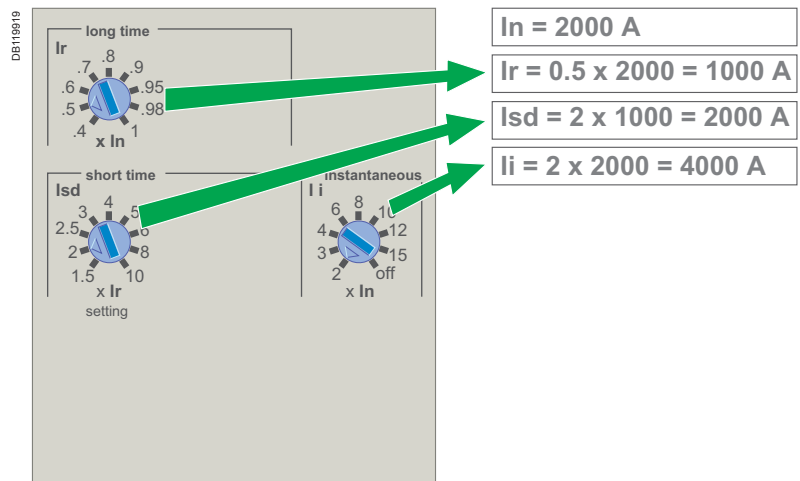 DB119919
long time
Ir
.4
.5
.6
.7
.8
.9
.95
.98
1
x In
short time
Isd
1.5
2
2.5
3
4
5
6
8
10
x Ir
setting
instantaneous
I i
2
3
4
6
8
10
12
15
off
x In
In = 2000 A
Ir = 0.5 x 2000 = 1000 A
Isd = 2 x 1000 = 2000 A
Ii = 2 x 2000 = 4000 A